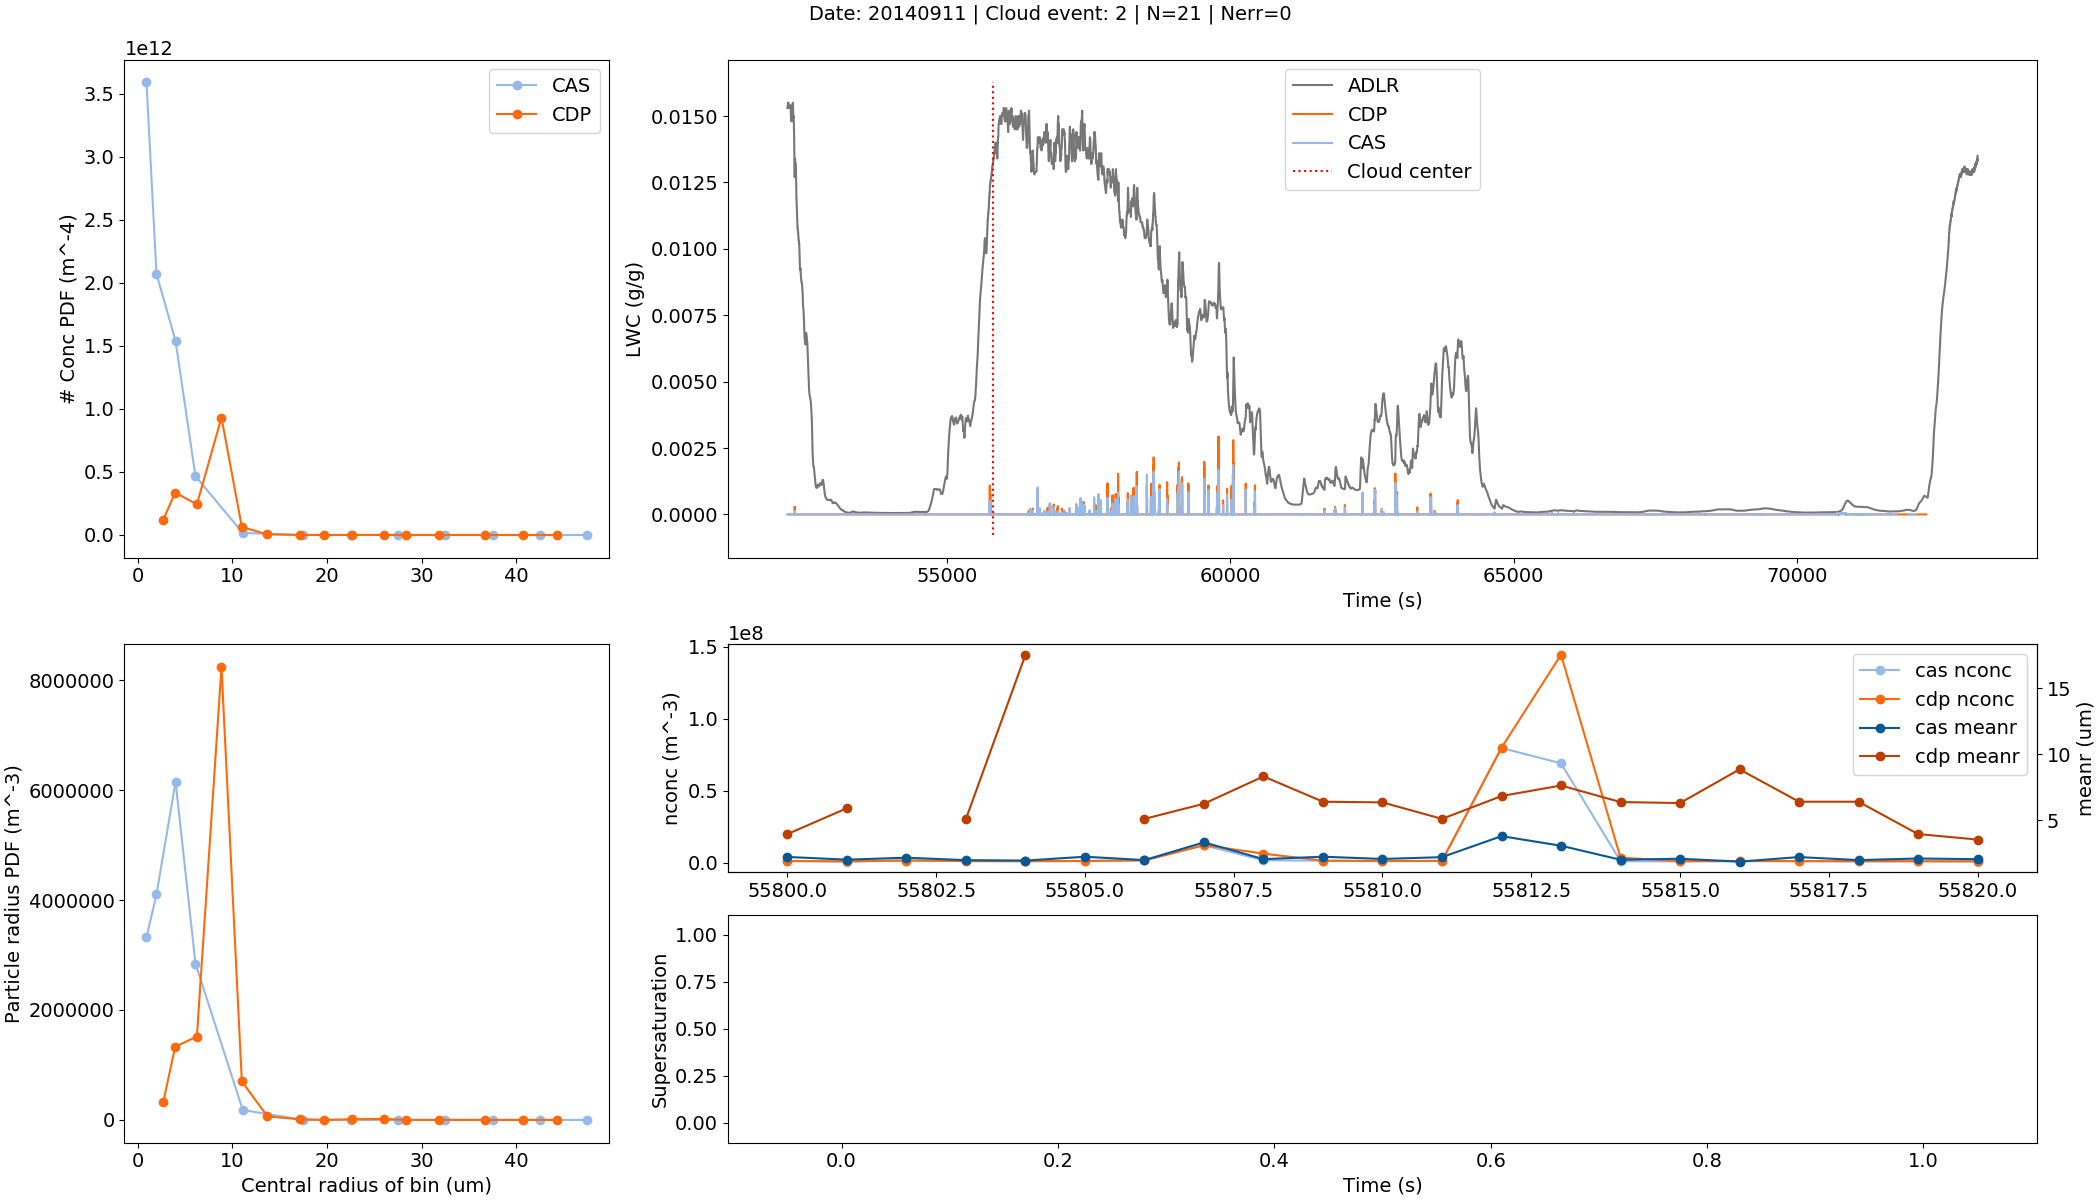 Date: 20140911 | Cloud event: 2 | N=21 | Nerr=0
1e12
# Conc PDF (m^-4)
3.5
3.0
2.5
2.0
1.5
1.0
0.5
0.0
0 10 20 30 40
CAS
CDP
LWC (g/g)
0.0150
0.0125
0.0100
0.0075
0.0050
0.0025
0.0000
55000 60000 65000 70000
Time (s)
ADLR
CDP
CAS
Cloud center
Particle radius PDF (m^-3)
8000000
6000000
4000000
2000000
0
0 10 20 30 40
Central radius of bin (um)
1e8
nconc (m^-3)
1.5
1.0
0.5
0.0
55800.0 55802.5 55805.0 55807.5 55810.0 55812.5 55815.0 55817.5 55820.0
cas nconc
cdp nconc
cas meanr
cdp meanr
15
10
5
meanr (um)
Supersaturation
1.00
0.75
0.50
0.25
0.00
0.0 0.2 0.4 0.6 0.8 1.0
Time (s)